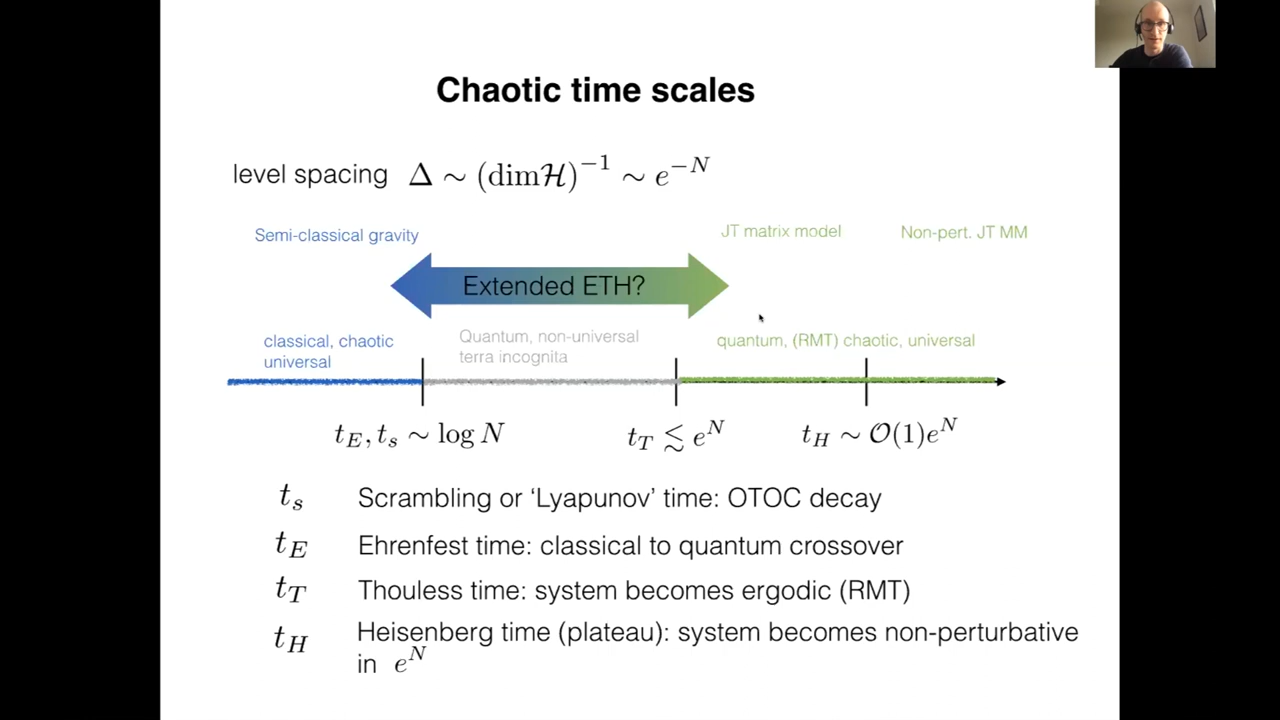 Chaotic time scales
level spacing Δ ∼ (dimℋ)⁻¹ ∼ e⁻ᴺ
Semi-classical gravity
JT matrix model
Non-pert. JT MM
Extended ETH?
classical, chaotic
universal
Quantum, non-universal
terra incognita
quantum, (RMT) chaotic, universal
t_E, t_s ∼ log N
t_T ≲ e^N
t_H ∼ 𝒪(1)e^N
t_s Scrambling or ‘Lyapunov’ time: OTOC decay
t_E Ehrenfest time: classical to quantum crossover
t_T Thouless time: system becomes ergodic (RMT)
t_H Heisenberg time (plateau): system becomes non-perturbative
in e^N